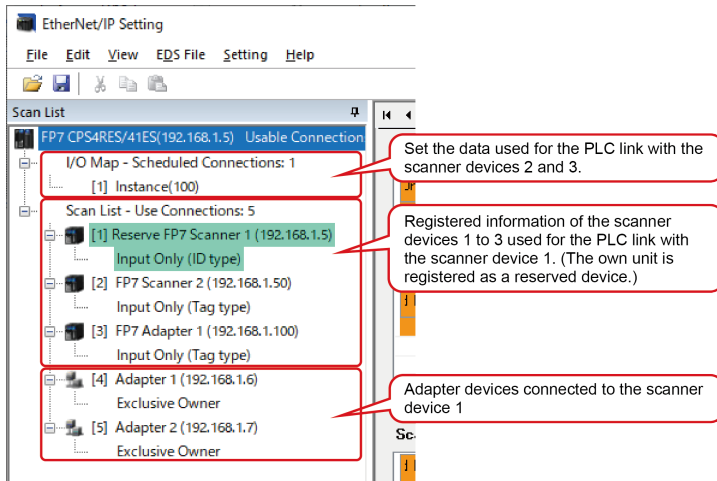 EtherNet/IP Setting
File Edit View EDS File Setting Help
Scan List
FP7 CPS4RES/41ES(192.168.1.5) Usable Connection
I/O Map - Scheduled Connections: 1
[1] Instance(100)
Scan List - Use Connections: 5
[1] Reserve FP7 Scanner 1 (192.168.1.5)
Input Only (ID type)
[2] FP7 Scanner 2 (192.168.1.50)
Input Only (Tag type)
[3] FP7 Adapter 1 (192.168.1.100)
Input Only (Tag type)
[4] Adapter 1 (192.168.1.6)
Exclusive Owner
[5] Adapter 2 (192.168.1.7)
Exclusive Owner
Set the data used for the PLC link with the
scanner devices 2 and 3.
Registered information of the scanner
devices 1 to 3 used for the PLC link with
the scanner device 1. (The own unit is
registered as a reserved device.)
Adapter devices connected to the scanner
device 1